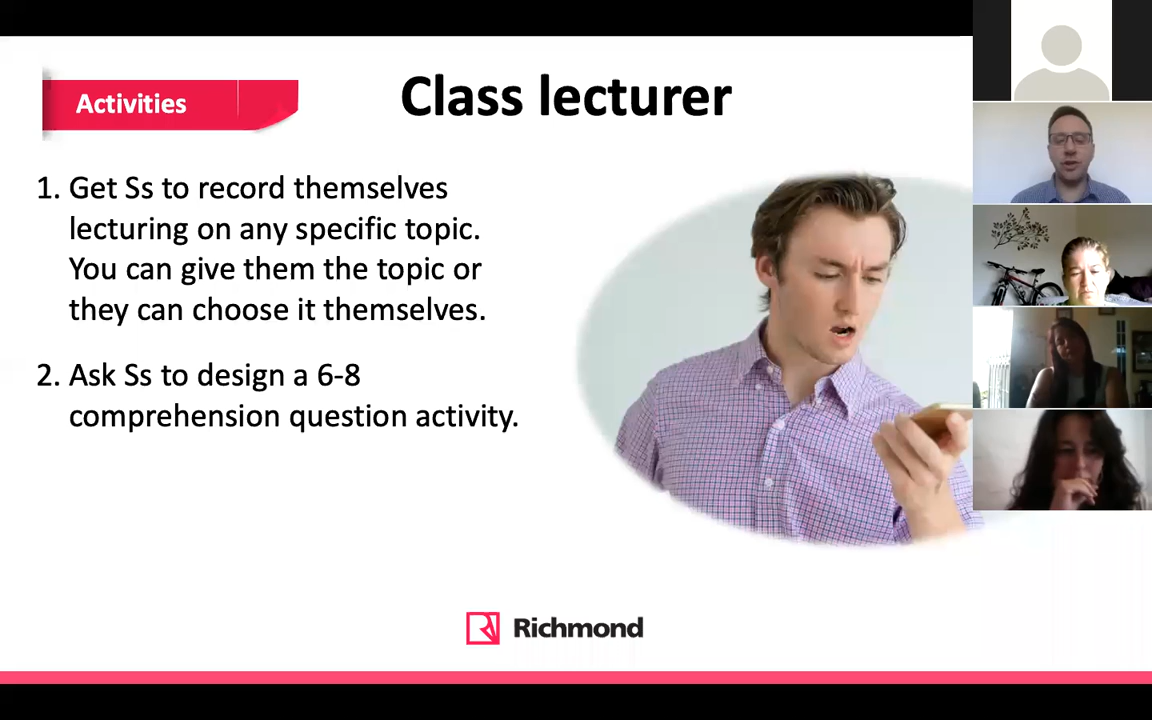 Activities
Class lecturer
1. Get Ss to record themselves
lecturing on any specific topic.
You can give them the topic or
they can choose it themselves.
2. Ask Ss to design a 6-8
comprehension question activity.
Richmond